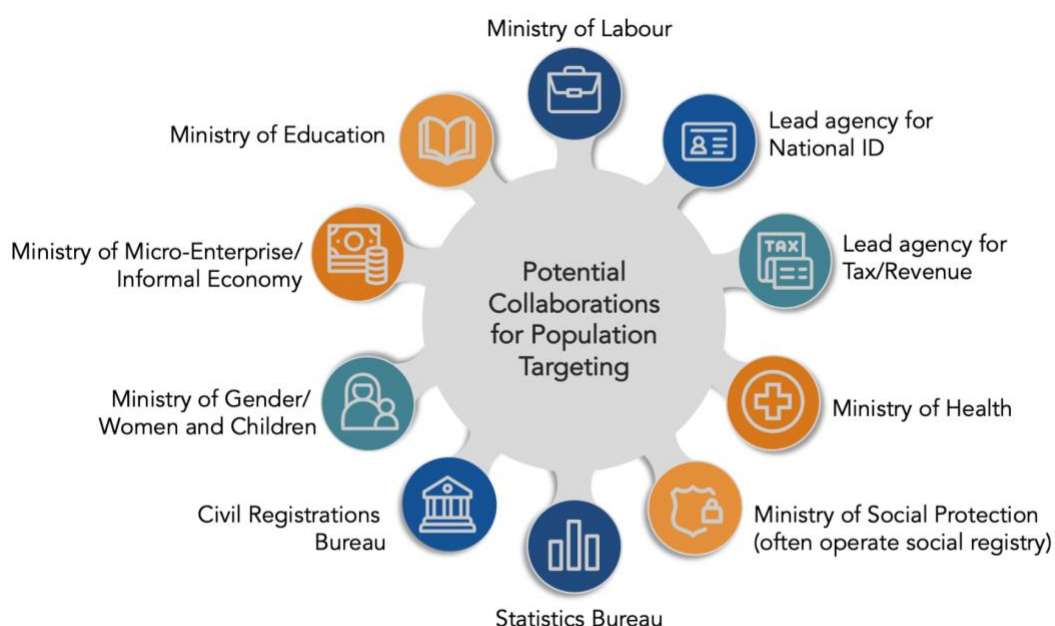 Ministry of Labour
Lead agency for
National ID
Lead agency for
Tax/Revenue
TAX
Ministry of Health
Ministry of Social Protection
(often operate social registry)
Statistics Bureau
Civil Registrations
Bureau
Ministry of Gender/
Women and Children
Ministry of Micro-Enterprise/
Informal Economy
Ministry of Education
Potential
Collaborations
for Population
Targeting